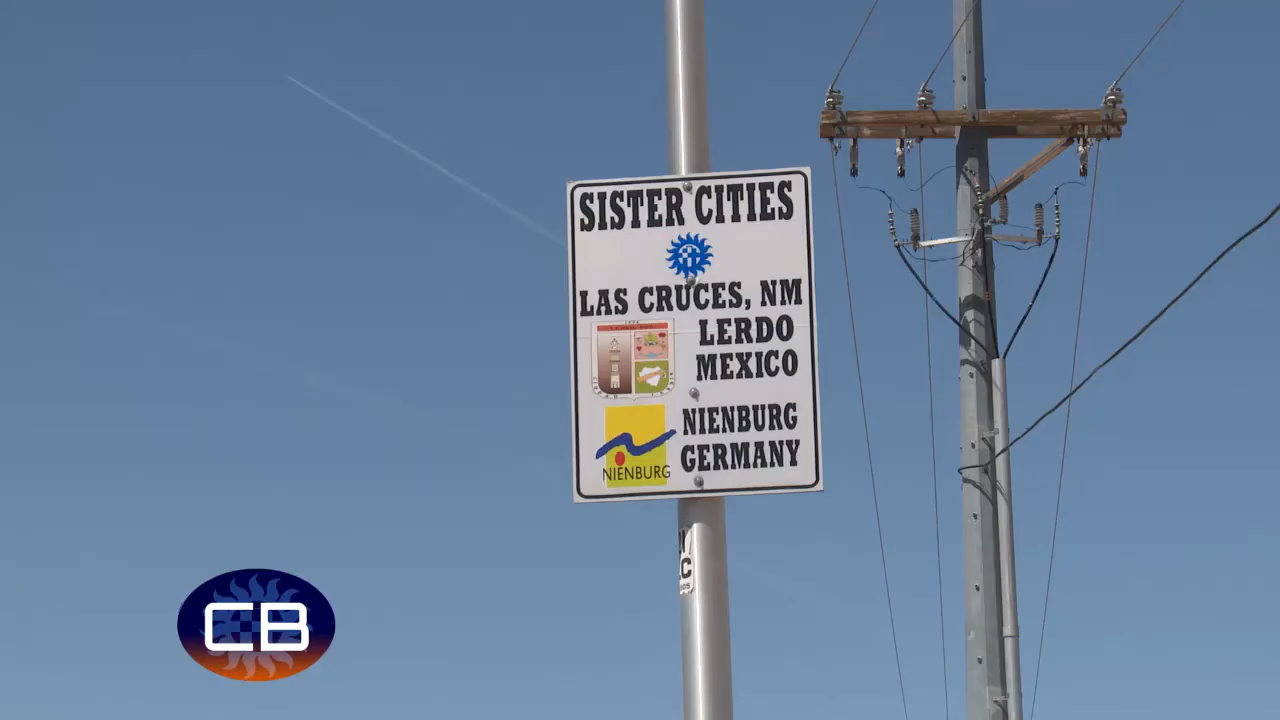 SISTER CITIES
LAS CRUCES, NM
LERDO
MEXICO
NIENBURG
GERMANY
NIENBURG
CB